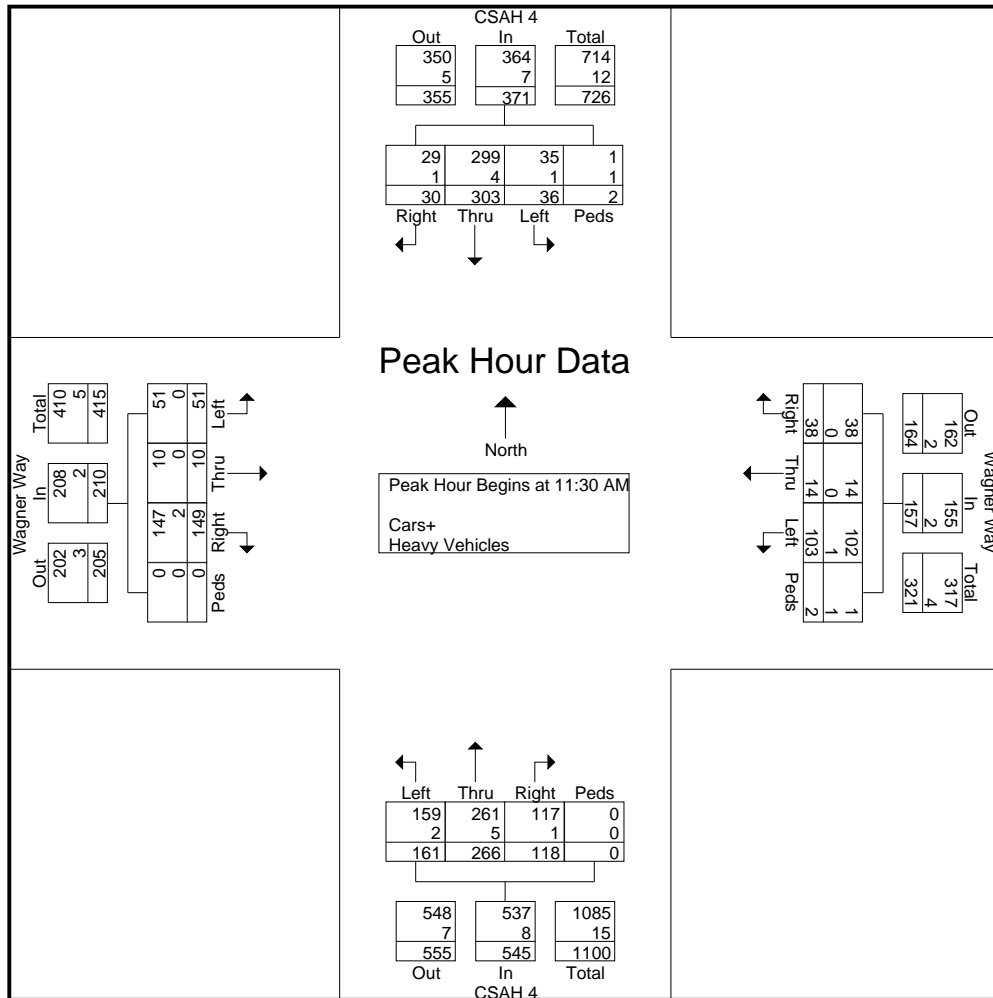 CSAH 4
Out In Total
350 364 714
5 7 12
355 371 726
29 299 35 1
1 4 1 1
30 303 36 2
Right Thru Left Peds
Peak Hour Data
North
Peak Hour Begins at 11:30 AM
Cars+
Heavy Vehicles
Wagner Way
Total In Out
410 208 202
5 2 3
415 210 205
51 10 147 0
0 0 2 0
51 10 149 0
Left Thru Right Peds
Wagner Way
Out In Total
162 155 317
2 2 4
164 157 321
38 14 102 1
0 0 1 1
38 14 103 2
Right Thru Left Peds
Left Thru Right Peds
159 261 117 0
2 5 1 0
161 266 118 0
548 537 1085
7 8 15
555 545 1100
Out In Total
CSAH 4